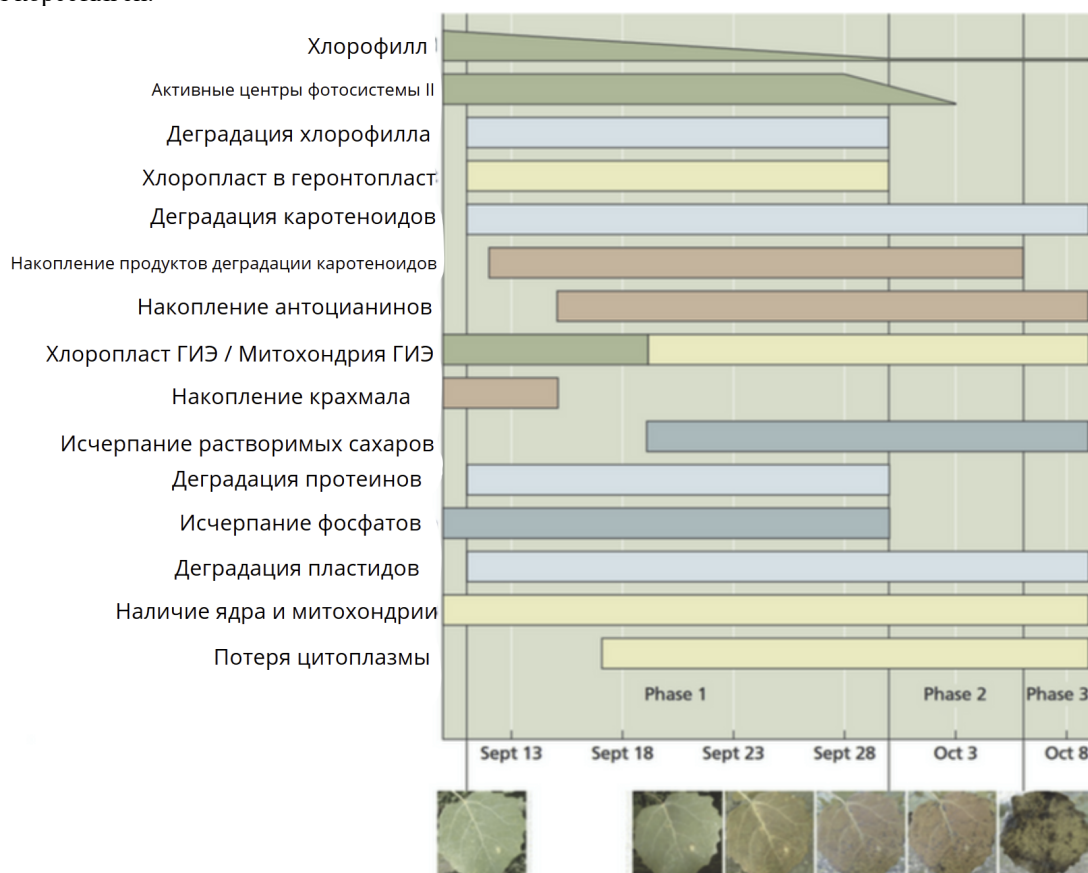 Хлорофилл
Активные центры фотосистемы II
Деградация хлорофилла
Хлоропласт в геронтопласт
Деградация каротеноидов
Накопление продуктов деградации каротеноидов
Накопление антоцианинов
Хлоропласт ГИЭ / Митохондрия ГИЭ
Накопление крахмала
Исчерпание растворимых сахаров
Деградация протеинов
Исчерпание фосфатов
Деградация пластидов
Наличие ядра и митохондрии
Потеря цитоплазмы
Phase 1 Phase 2 Phase 3
Sept 13 Sept 18 Sept 23 Sept 28 Oct 3 Oct 8